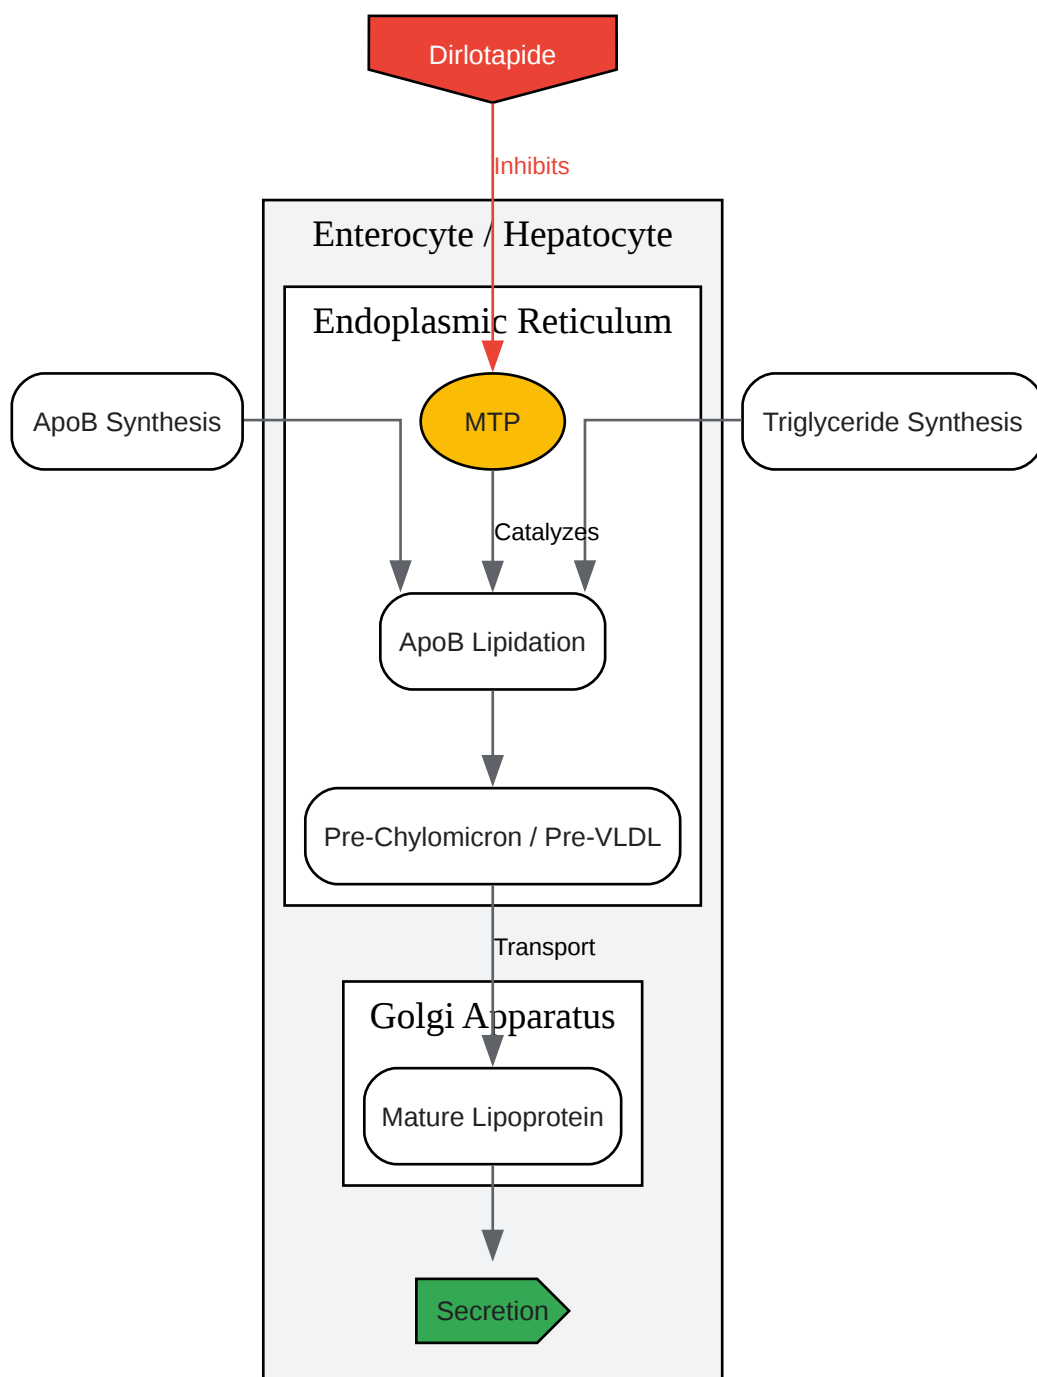 Dirlotapide
Inhibits
Enterocyte / Hepatocyte
Endoplasmic Reticulum
ApoB Synthesis
MTP
Triglyceride Synthesis
Catalyzes
ApoB Lipidation
Pre-Chylomicron / Pre-VLDL
Transport
Golgi Apparatus
Mature Lipoprotein
Secretion